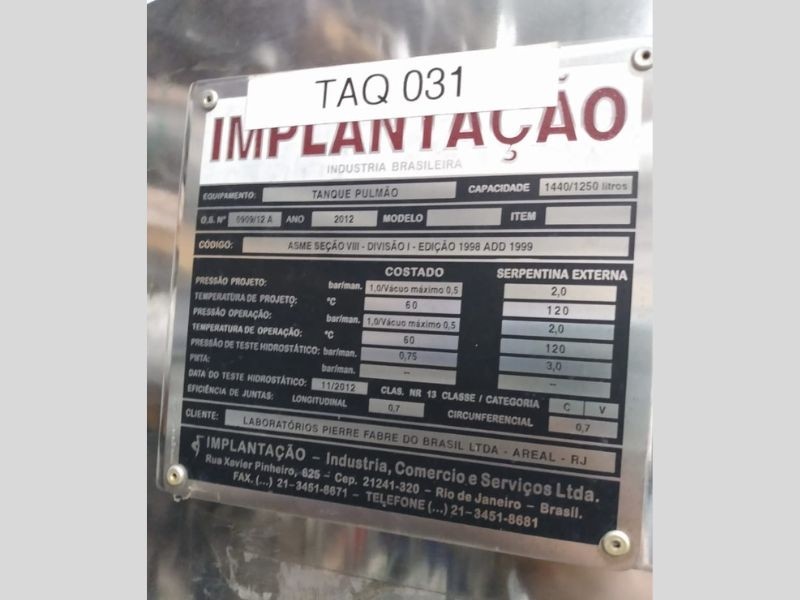 TAQ 031
IMPLANTAÇÃO
INDUSTRIA BRASILEIRA
EQUIPAMENTO: TANQUE PULMÃO CAPACIDADE 1440/1250 litros
O.S. Nº 0909/12 A ANO 2012 MODELO ITEM
CÓDIGO: ASME SEÇÃO VIII - DIVISÃO I - EDIÇÃO 1998 ADD 1999
COSTADO SERPENTINA EXTERNA
PRESSÃO PROJETO: bar/man. 1,0/Vácuo máximo 0,5 2,0
TEMPERATURA DE PROJETO: ºC 60 120
PRESSÃO OPERAÇÃO: bar/man. 1,0/Vácuo máximo 0,5 2,0
TEMPERATURA DE OPERAÇÃO: ºC 60 120
PRESSÃO DE TESTE HIDROSTÁTICO: bar/man. 0,75 3,0
PMTA: bar/man. -- --
DATA DO TESTE HIDROSTÁTICO: 11/2012 CLAS. NR 13 CLASSE / CATEGORIA C V
EFICIÊNCIA DE JUNTAS: LONGITUDINAL 0,7 CIRCUNFERENCIAL 0,7
CLIENTE: LABORATÓRIOS PIERRE FABRE DO BRASIL LTDA - AREAL - RJ
IMPLANTAÇÃO - Industria, Comercio e Serviços Ltda.
Rua Xavier Pinheiro, 625 - Cep. 21241-320 - Rio de Janeiro - Brasil.
FAX. (...) 21-3451-8671 - TELEFONE (...) 21-3451-8681